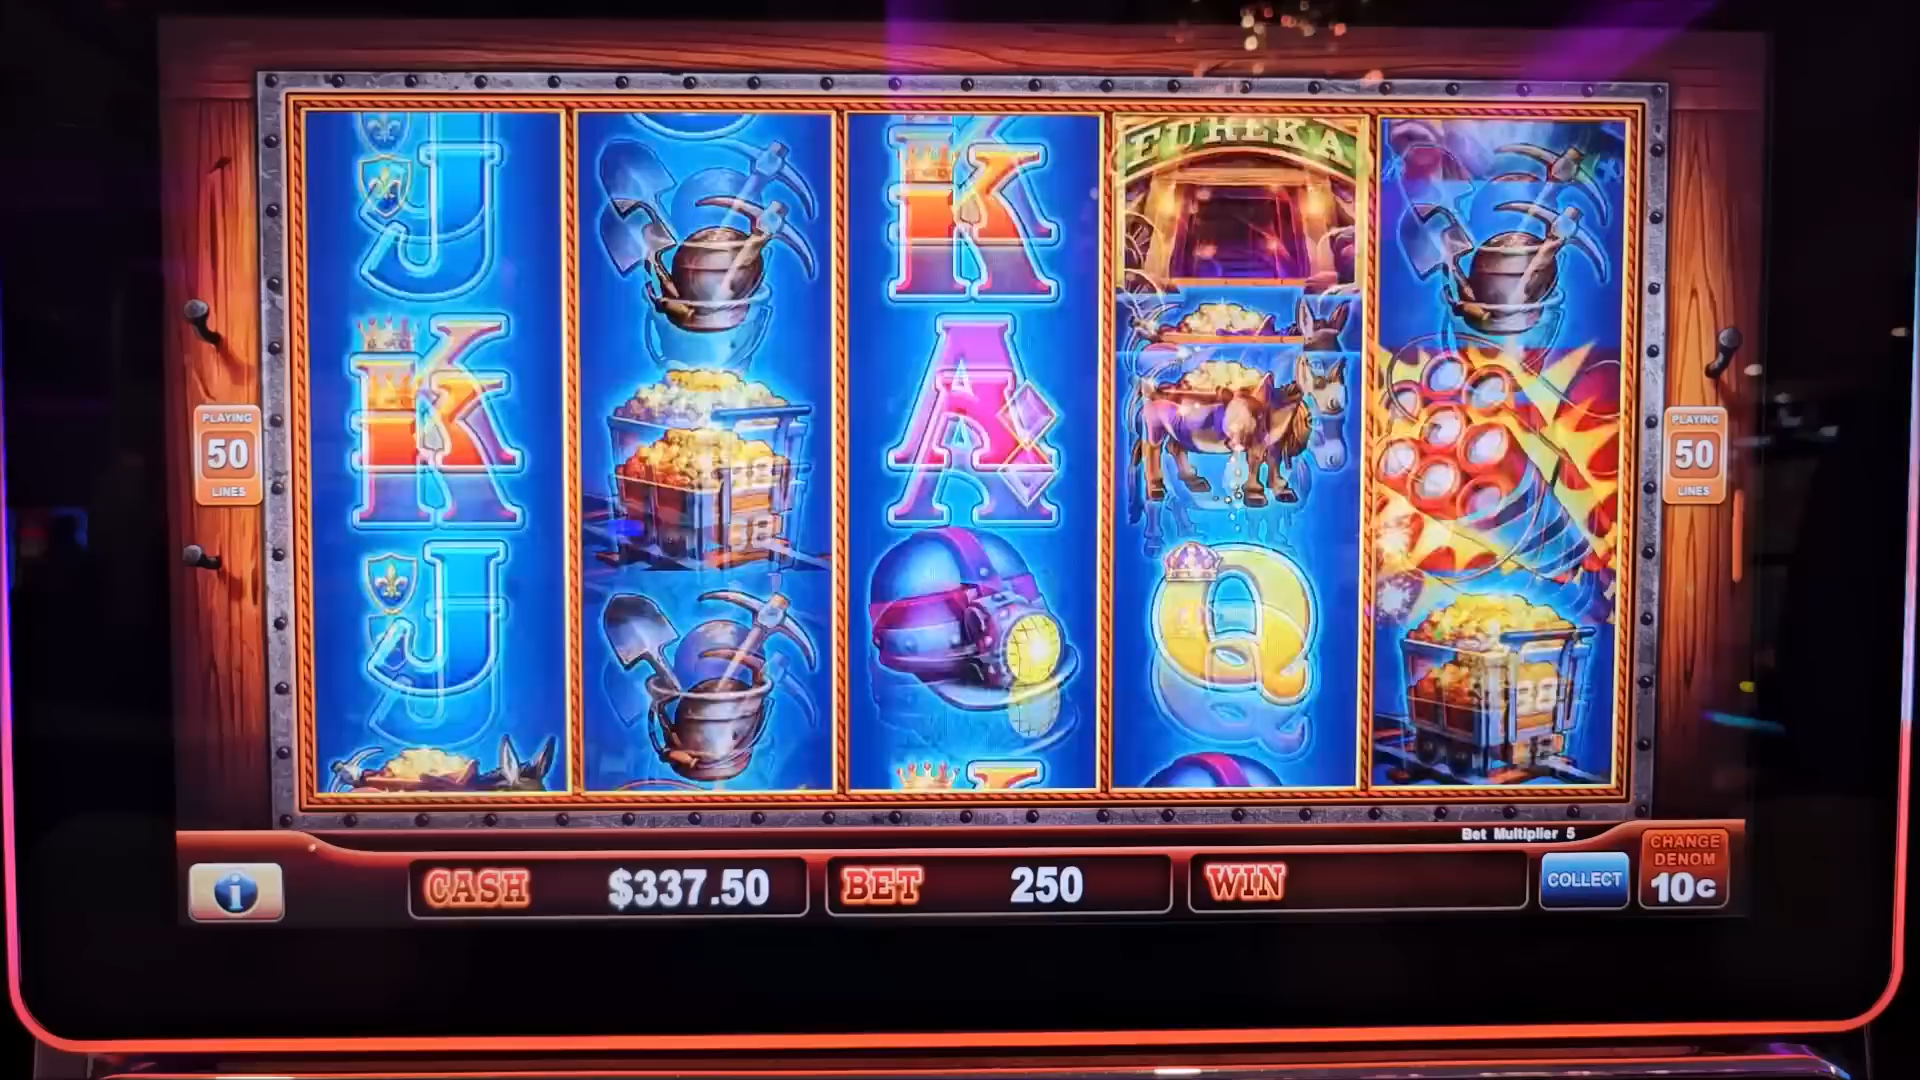 EUREKA
J
K
K
A
J
Q
PLAYING
50
LINES
PLAYING
50
LINES
Bet Multiplier 5
CASH $337.50
BET 250
WIN
COLLECT
CHANGE
DENOM
10¢